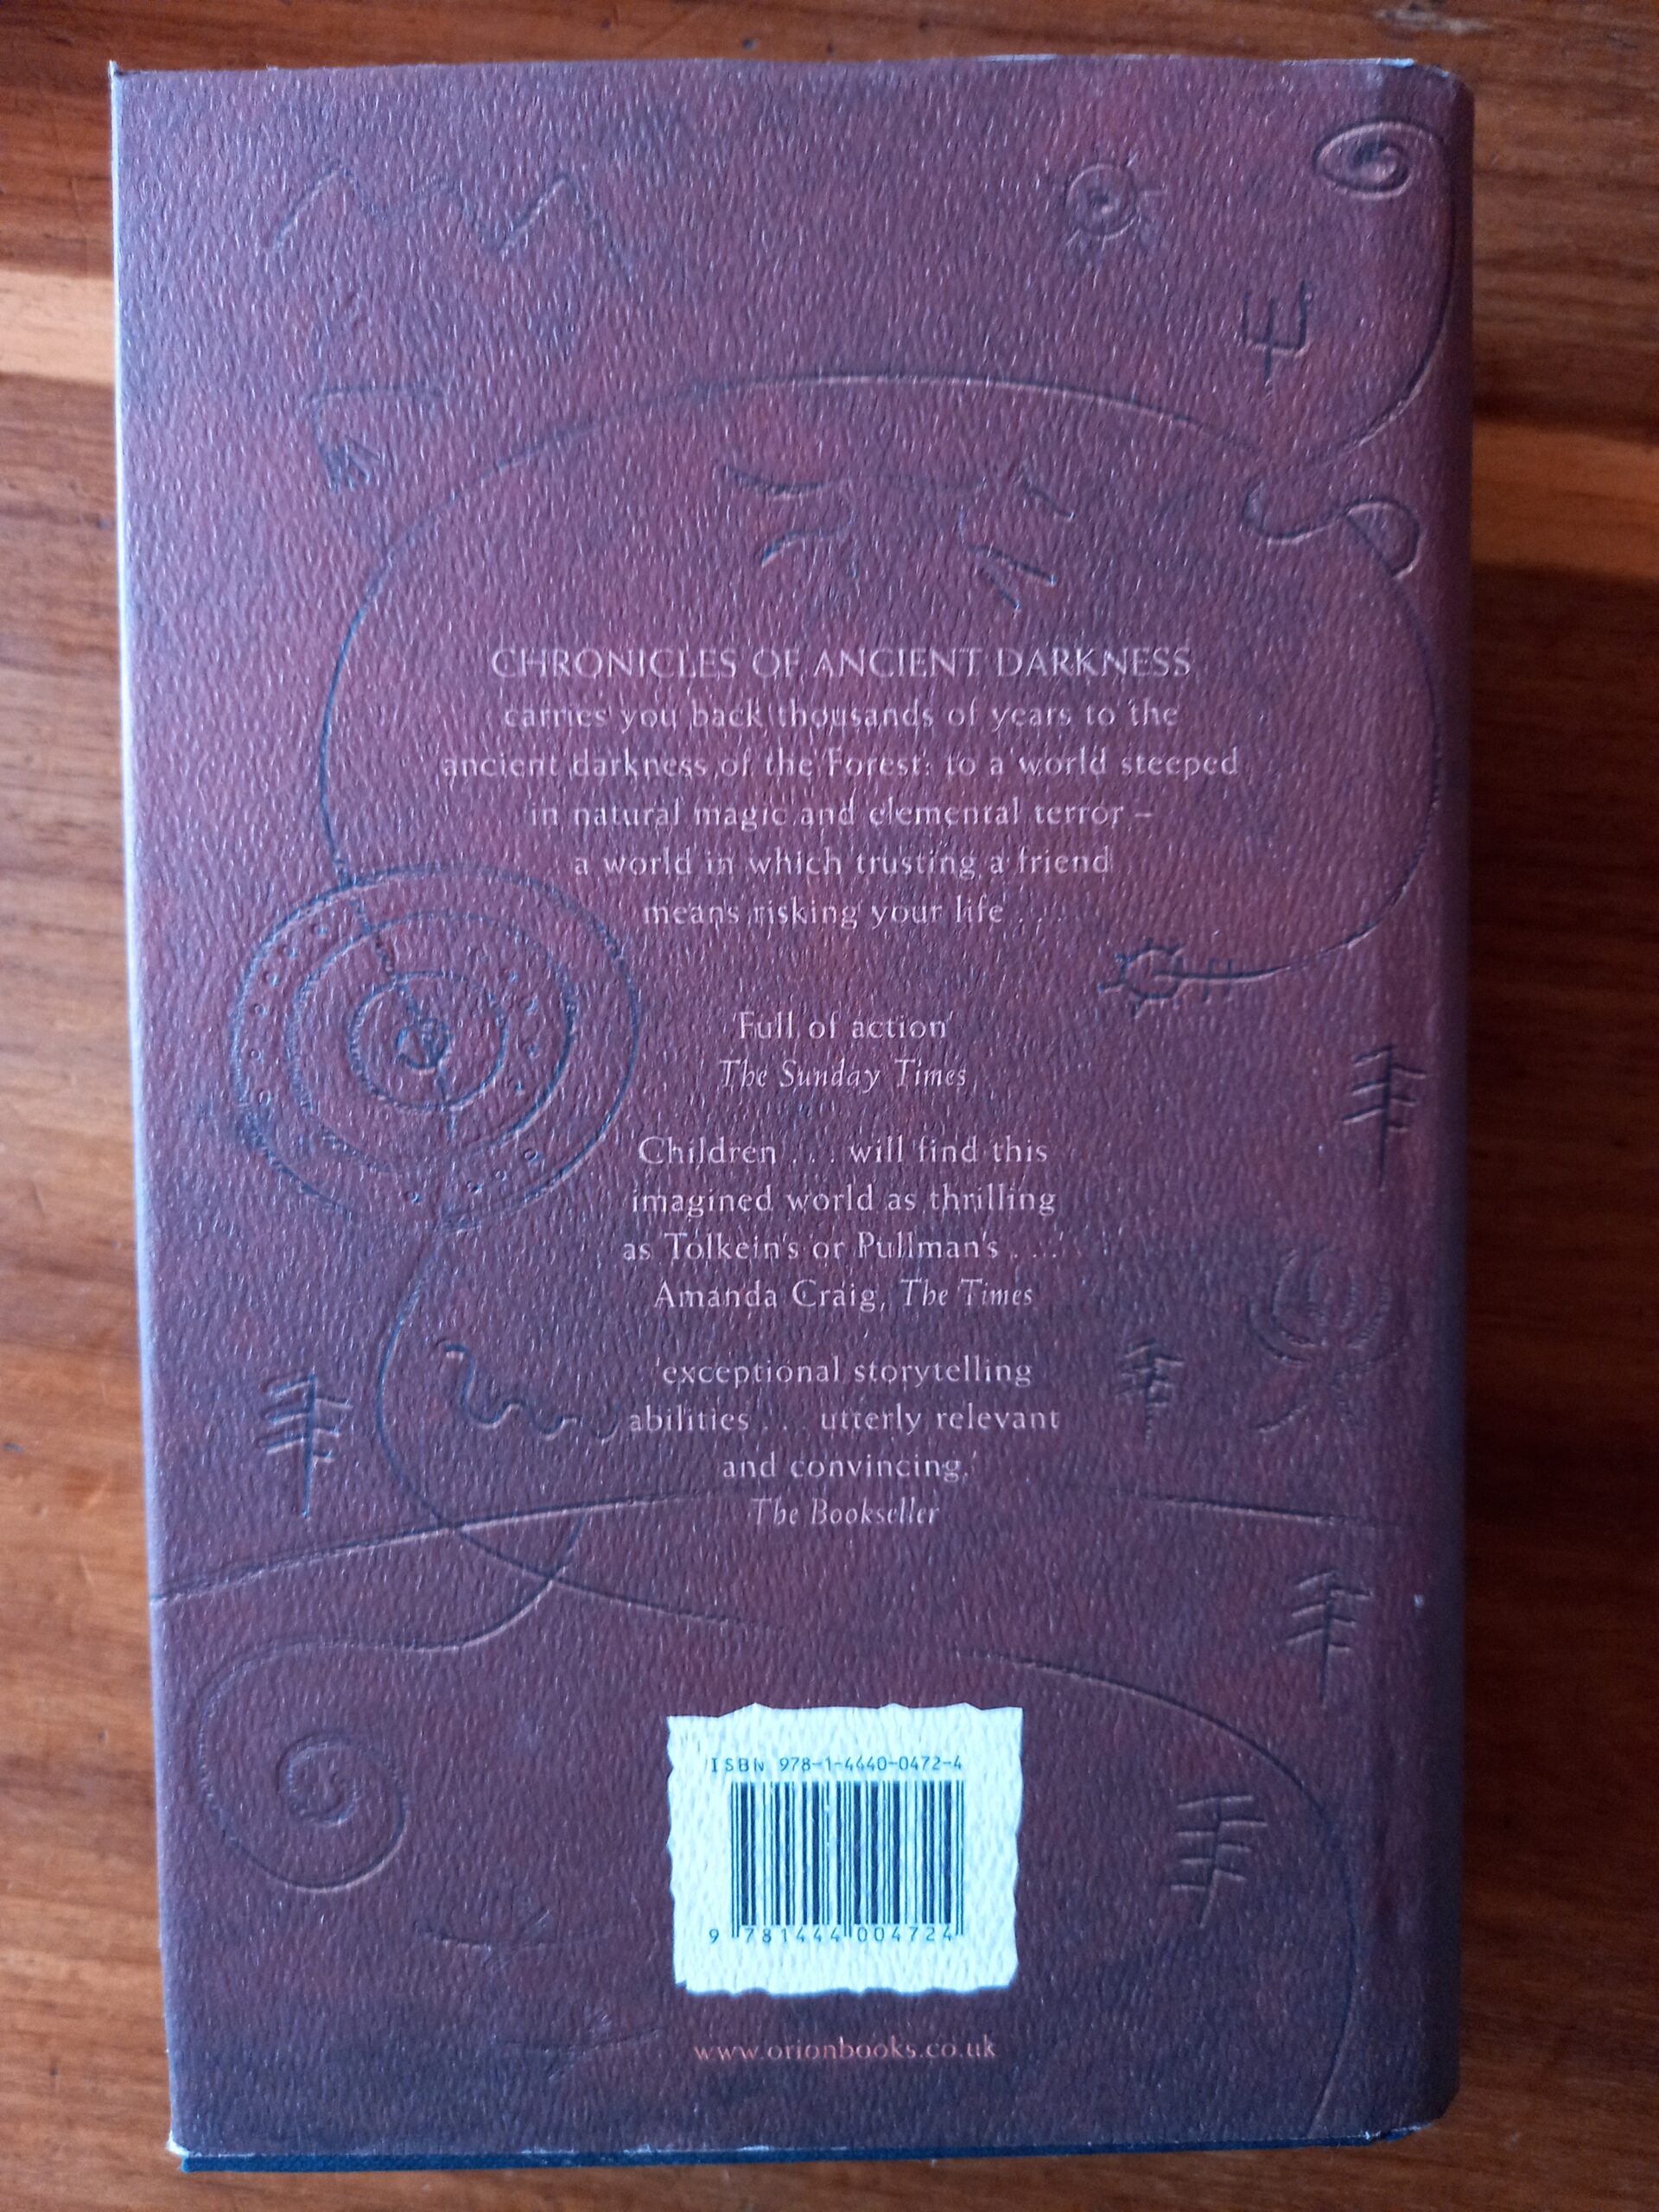 CHRONICLES OF ANCIENT DARKNESS
carries you back thousands of years to the
ancient darkness of the Forest: to a world steeped
in natural magic and elemental terror –
a world in which trusting a friend
means risking your life . . .
'Full of action'
The Sunday Times
Children . . . will find this
imagined world as thrilling
as Tolkein's or Pullman's . . .'
Amanda Craig, The Times
'exceptional storytelling
abilities . . . utterly relevant
and convincing.'
The Bookseller
ISBN 978-1-4440-0472-4
9 781444 004724
www.orionbooks.co.uk